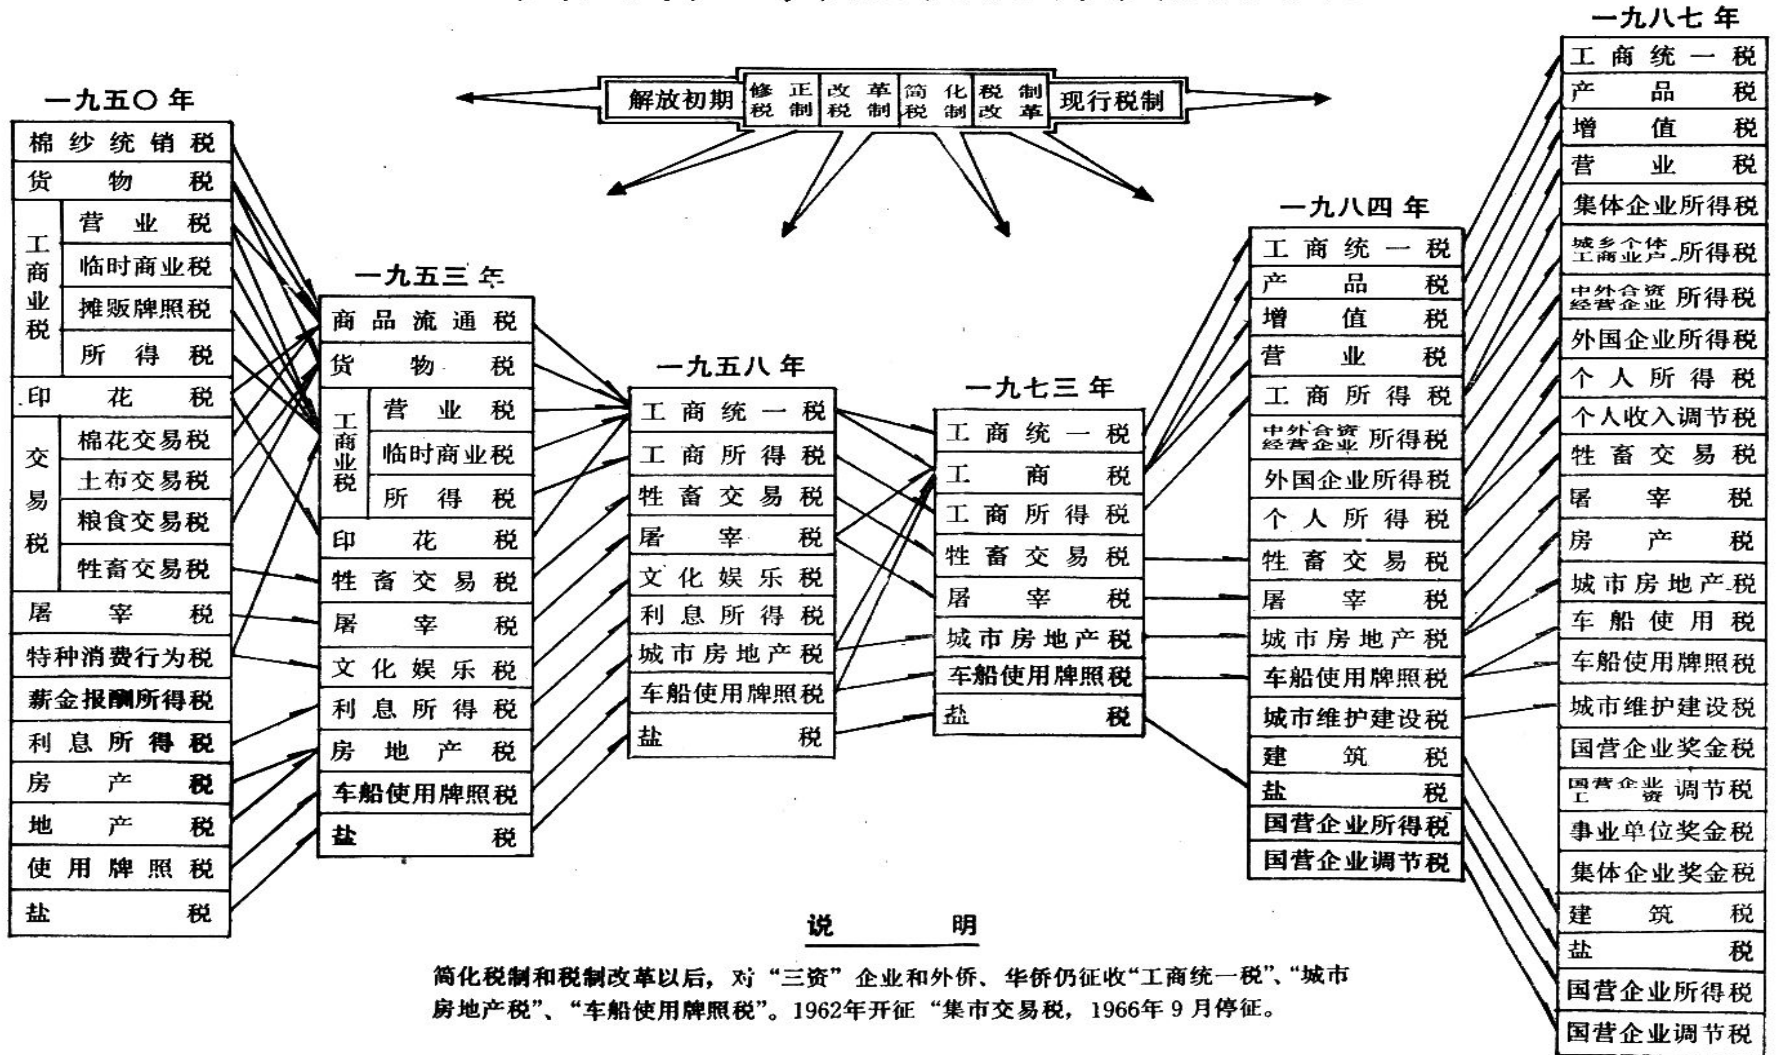 解放初期
修正税制
改革税制
简化税制
税制改革
现行税制
一九五〇年
棉纱统销税
货物税
工商业税
营业税
临时商业税
摊贩牌照税
所得税
印花税
交易税
棉花交易税
土布交易税
粮食交易税
牲畜交易税
屠宰税
特种消费行为税
薪金报酬所得税
利息所得税
房产税
地产税
使用牌照税
盐税
一九五三年
商品流通税
货物税
工商业税
营业税
临时商业税
所得税
印花税
牲畜交易税
屠宰税
文化娱乐税
利息所得税
房地产税
车船使用牌照税
盐税
一九五八年
工商统一税
工商所得税
牲畜交易税
屠宰税
文化娱乐税
利息所得税
城市房地产税
车船使用牌照税
盐税
一九七三年
工商统一税
工商税
工商所得税
牲畜交易税
屠宰税
城市房地产税
车船使用牌照税
盐税
一九八四年
工商统一税
产品税
增值税
营业税
工商所得税
中外合资经营企业所得税
外国企业所得税
个人所得税
牲畜交易税
屠宰税
城市房地产税
车船使用牌照税
城市维护建设税
建筑税
盐税
国营企业所得税
国营企业调节税
一九八七年
工商统一税
产品税
增值税
营业税
集体企业所得税
城乡个体工商业户所得税
中外合资经营企业所得税
外国企业所得税
个人所得税
个人收入调节税
牲畜交易税
屠宰税
房产税
城市房地产税
车船使用税
车船使用牌照税
城市维护建设税
国营企业奖金税
国营企业工资调节税
事业单位奖金税
集体企业奖金税
建筑税
盐税
国营企业所得税
国营企业调节税
说明
简化税制和税制改革以后，对“三资”企业和外侨、华侨仍征收“工商统一税”、“城市
房地产税”、“车船使用牌照税”。1962年开征“集市交易税，1966年9月停征。